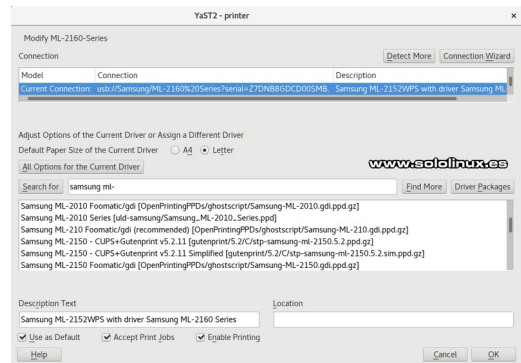 YaST2 - printer
Modify ML-2160-Series
Connection
Detect More
Connection Wizard
Model Connection Description
Current Connection: usb://Samsung/ML-2160%20Series?serial=Z7DNB8GDCD00SMB. Samsung ML-2152WPS with driver Samsung ML
Adjust Options of the Current Driver or Assign a Different Driver
Default Paper Size of the Current Driver A4 Letter
All Options for the Current Driver
www.sololinux.es
Search for samsung ml- Find More Driver Packages
Samsung ML-2010 Foomatic/gdi [OpenPrintingPPDs/ghostscript/Samsung-ML-2010.gdi.ppd.gz]
Samsung ML-2010 Series [uld-samsung/Samsung_ML-2010_Series.ppd]
Samsung ML-210 Foomatic/gdi (recommended) [OpenPrintingPPDs/ghostscript/Samsung-ML-210.gdi.ppd.gz]
Samsung ML-2150 - CUPS+Gutenprint v5.2.11 [gutenprint/5.2/C/stp-samsung-ml-2150.5.2.ppd.gz]
Samsung ML-2150 - CUPS+Gutenprint v5.2.11 Simplified [gutenprint/5.2/C/stp-samsung-ml-2150.5.2.sim.ppd.gz]
Samsung ML-2150 Foomatic/gdi [OpenPrintingPPDs/ghostscript/Samsung-ML-2150.gdi.ppd.gz]
Description Text Location
Samsung ML-2152WPS with driver Samsung ML-2160 Series
Use as Default Accept Print Jobs Enable Printing
Help Cancel OK